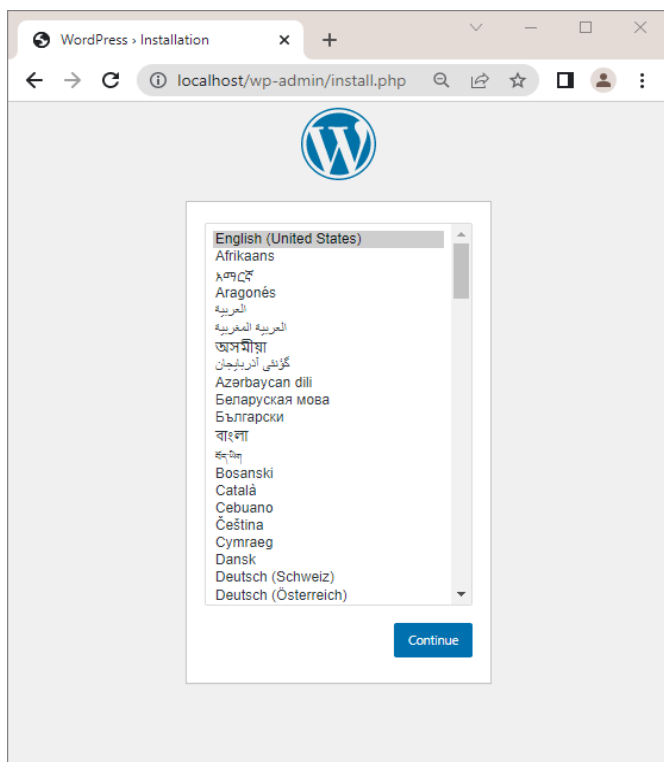 WordPress › Installation
localhost/wp-admin/install.php
English (United States)
Afrikaans
አማርኛ
Aragonés
العربية
العربية المغربية
অসমীয়া
گؤنئی آذربایجان
Azərbaycan dili
Беларуская мова
Български
বাংলা
བོད་ཡིག
Bosanski
Català
Cebuano
Čeština
Cymraeg
Dansk
Deutsch (Schweiz)
Deutsch (Österreich)
Continue